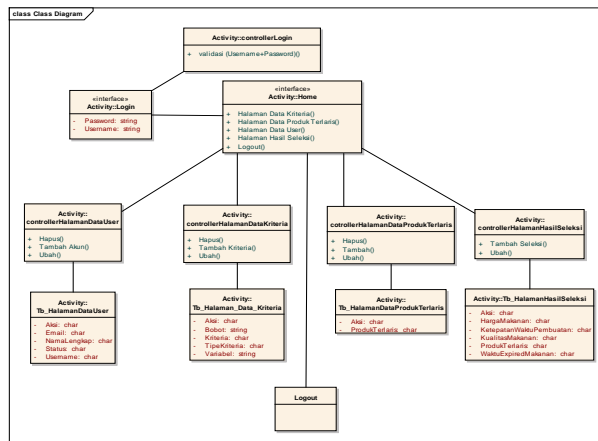 class Class Diagram
Activity::controllerLogin
+ validasi (Username+Password)()
«interface»
Activity::Login
- Password: string
- Username: string
«interface»
Activity::Home
+ Halaman Data Kriteria()
+ Halaman Data Produk Terlaris()
+ Halaman Data User()
+ Halaman Hasil Seleksi()
+ Logout()
Activity::
controllerHalamanDataUser
+ Hapus()
+ Tambah Akun()
+ Ubah()
Activity::
controllerHalamanDataKriteria
+ Hapus()
+ Tambah Kriteria()
+ Ubah()
Activity::
cotrollerHalamanDataProdukTerlaris
+ Hapus()
+ Tambah()
+ Ubah()
Activity::
controllerHalamanHasilSeleksi
+ Tambah Seleksi()
+ Ubah()
Activity::
Tb_HalamanDataUser
- Aksi: char
- Email: char
- NamaLengkap: char
- Status: char
- Username: char
Activity::
Tb_Halaman_Data_Kriteria
- Aksi: char
- Bobot: string
- Kriteria: char
- TipeKriteria: char
- Variabel: string
Activity::
Tb_HalamanDataProdukTerlaris
- Aksi: char
- ProdukTerlaris: char
Activity::Tb_HalamanHasilSeleksi
- Aksi: char
- HargaMakanan: char
- KetepatanWaktuPembuatan: char
- KualitasMakanan: char
- ProdukTerlaris: char
- WaktuExpiredMakanan: char
Logout